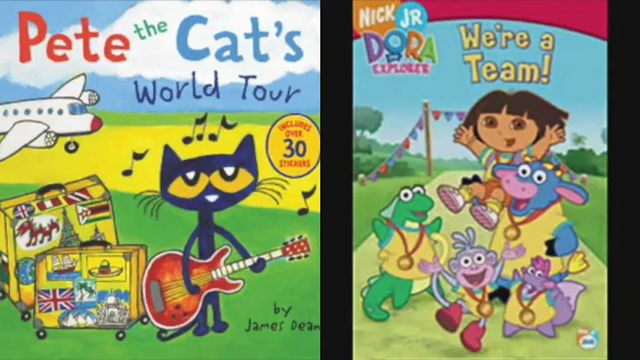 Pete the Cat's
World Tour
INCLUDES
OVER
30
STICKERS
by
James Dean
NICK JR
DORA
the
EXPLORER
We're a
Team!